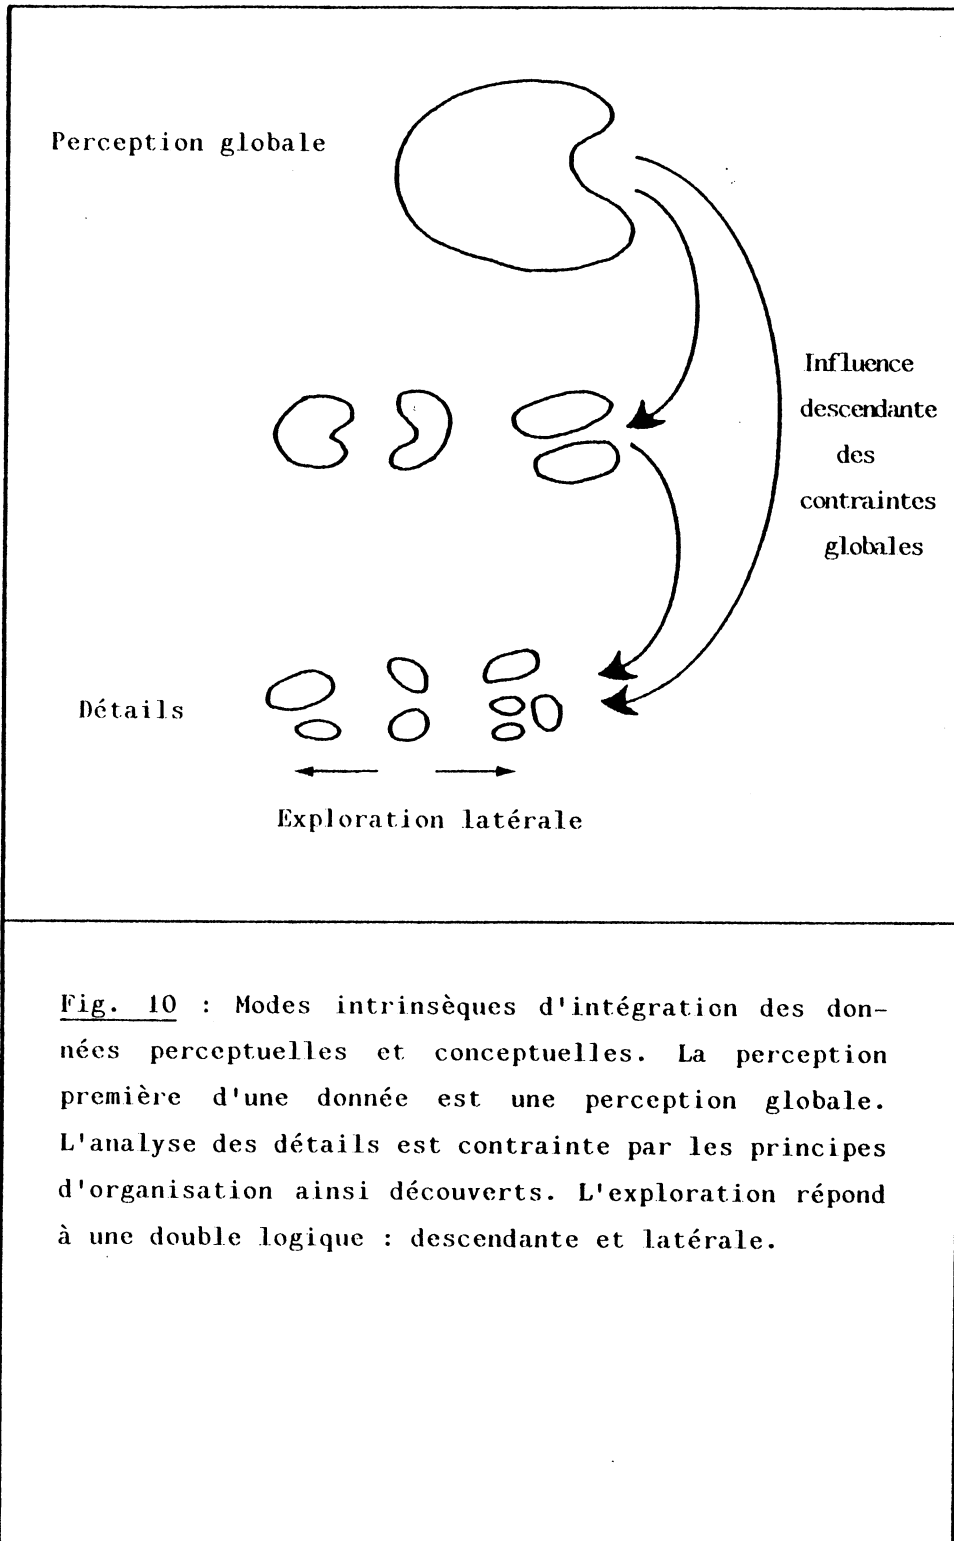 Perception globale
Influence
descendante
des
contraintes
globales
Détails
Exploration latérale
Fig. 10 : Modes intrinsèques d'intégration des don-
nées perceptuelles et conceptuelles. La perception
première d'une donnée est une perception globale.
L'analyse des détails est contrainte par les principes
d'organisation ainsi découverts. L'exploration répond
à une double logique : descendante et latérale.